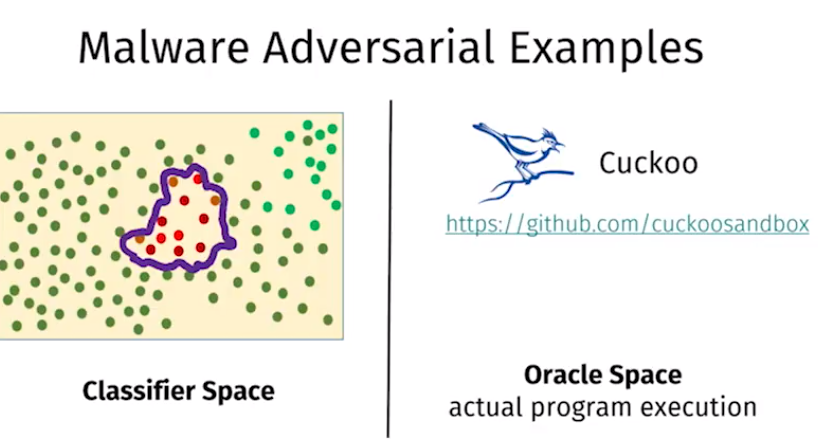 Malware Adversarial Examples
Cuckoo
https://github.com/cuckoosandbox
Classifier Space
Oracle Space
actual program execution